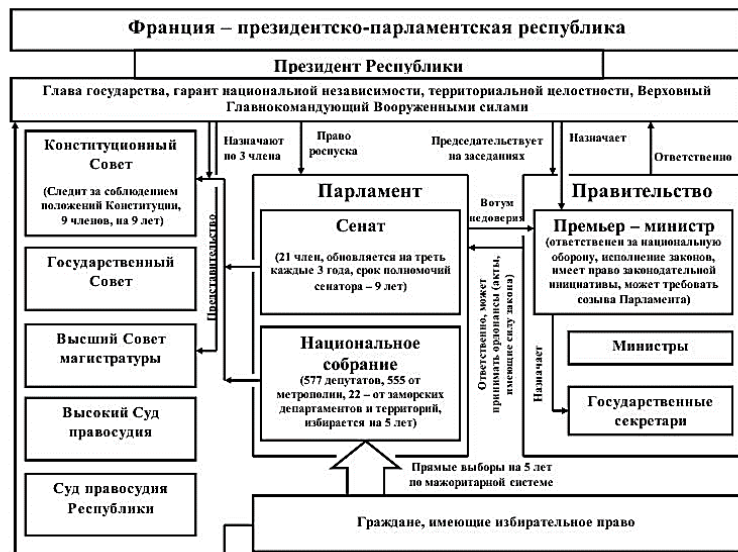 Франция – президентско-парламентская республика
Президент Республики
Глава государства, гарант национальной независимости, территориальной целостности, Верховный
Главнокомандующий Вооруженными силами
Конституционный
Совет
(Следит за соблюдением
положений Конституции,
9 членов, на 9 лет)
Государственный
Совет
Высший Совет
магистратуры
Высокий Суд
правосудия
Суд правосудия
Республики
Назначают
по 3 члена
Представительство
Право
роспуска
Парламент
Сенат
(21 член, обновляется на треть
каждые 3 года, срок полномочий
сенатора – 9 лет)
Национальное
собрание
(577 депутатов, 555 от
метрополии, 22 – от заморских
департаментов и территорий,
избирается на 5 лет)
Председательствует
на заседаниях
Вотум
недоверия
Ответственно, может
принимать ордонансы (акты,
имеющие силу закона)
Назначает
Ответственно
Правительство
Премьер – министр
(ответственен за национальную
оборону, исполнение законов,
имеет право законодательной
инициативы, может требовать
созыва Парламента)
Министры
Назначает
Государственные
секретари
Прямые выборы на 5 лет
по мажоритарной системе
Граждане, имеющие избирательное право